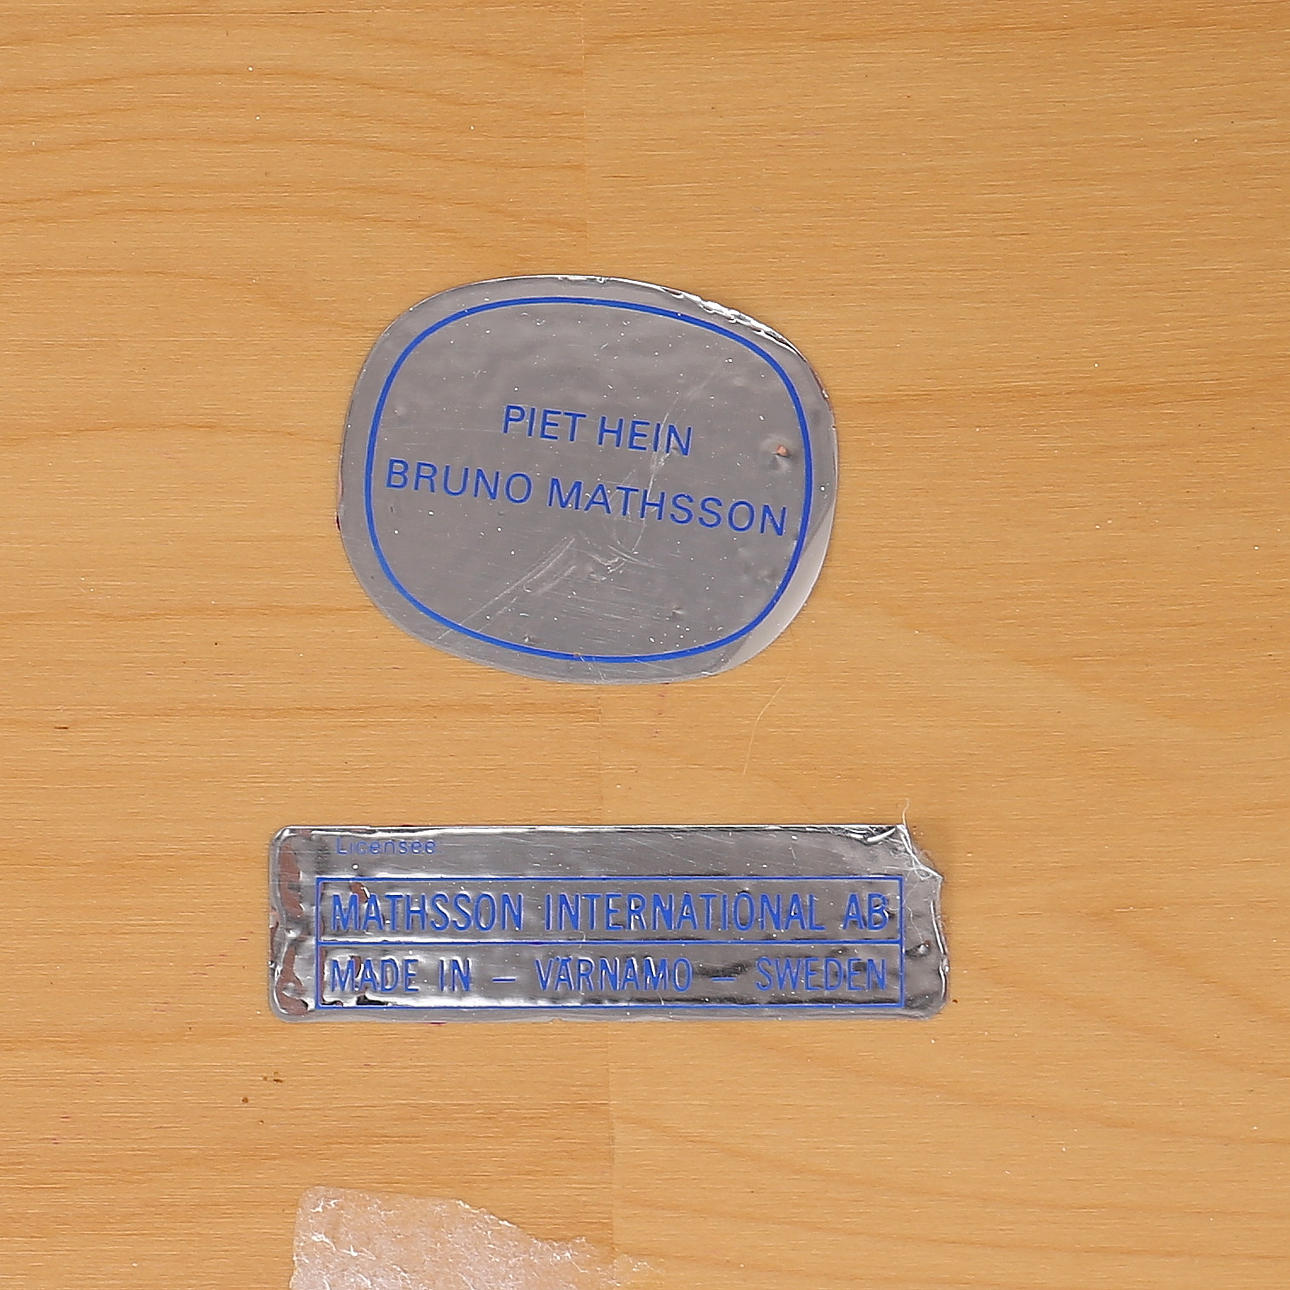 PIET HEIN
BRUNO MATHSSON
Licensee
MATHSSON INTERNATIONAL AB
MADE IN – VÄRNAMO – SWEDEN